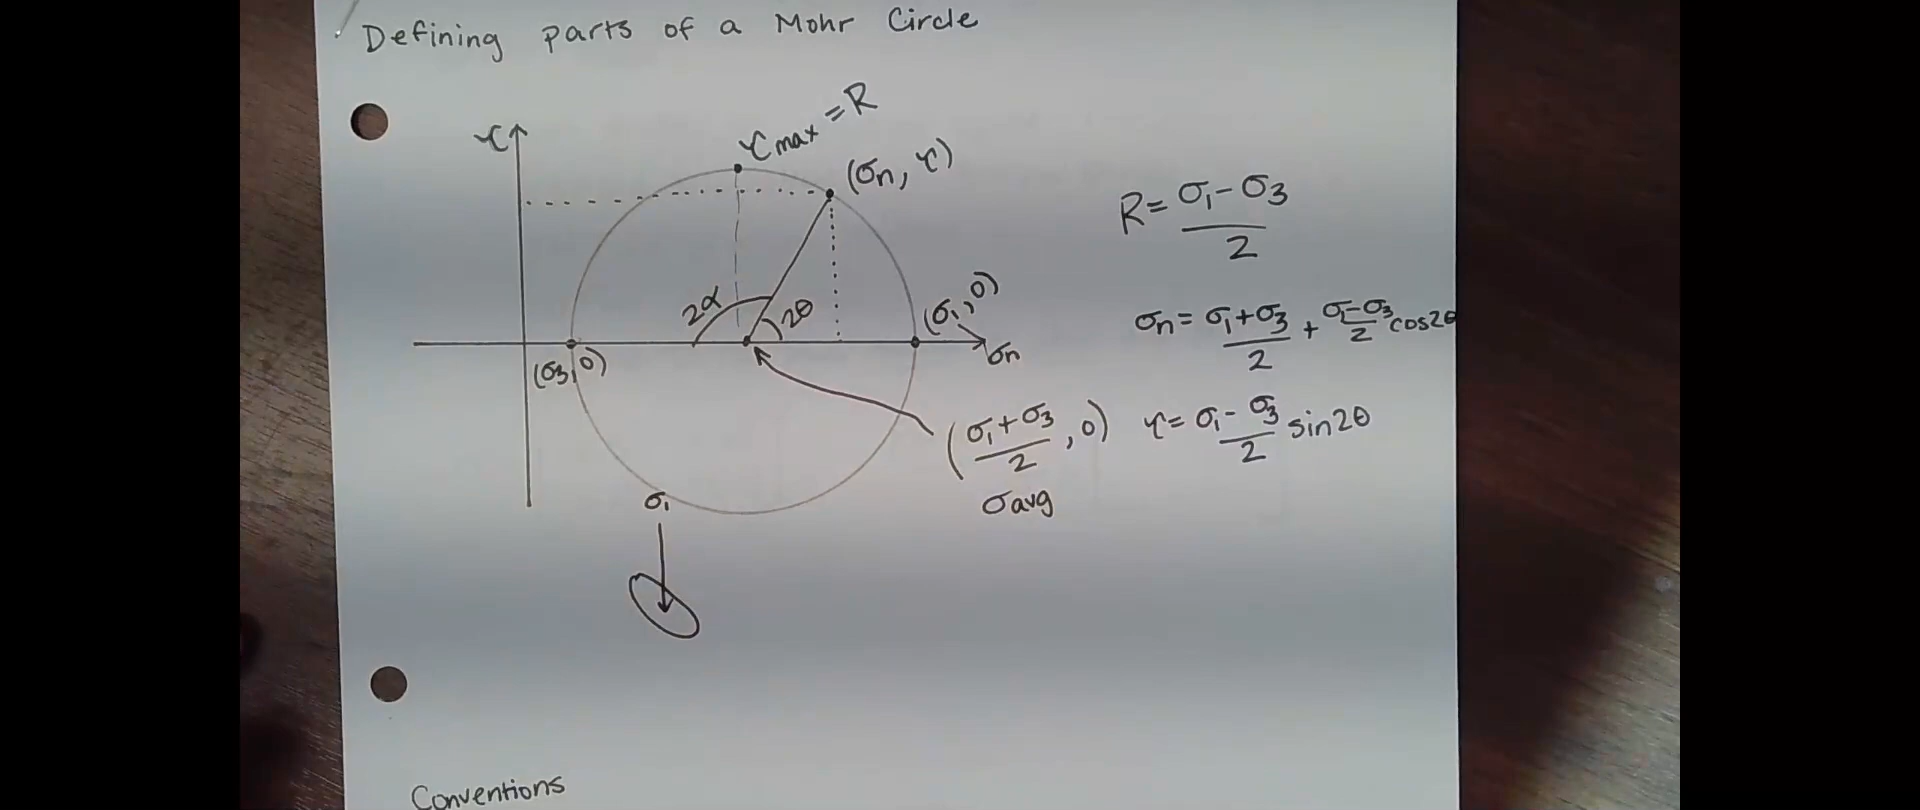 Defining parts of a Mohr Circle
τ
τmax = R
(σn, τ)
R = σ1 - σ3 / 2
2α
2θ
(σ1, 0)
σn
σn = σ1 + σ3 / 2 + σ1 - σ3 / 2 cos2θ
(σ3, 0)
(σ1 + σ3 / 2, 0)
τ = σ1 - σ3 / 2 sin2θ
σavg
σ1
Conventions